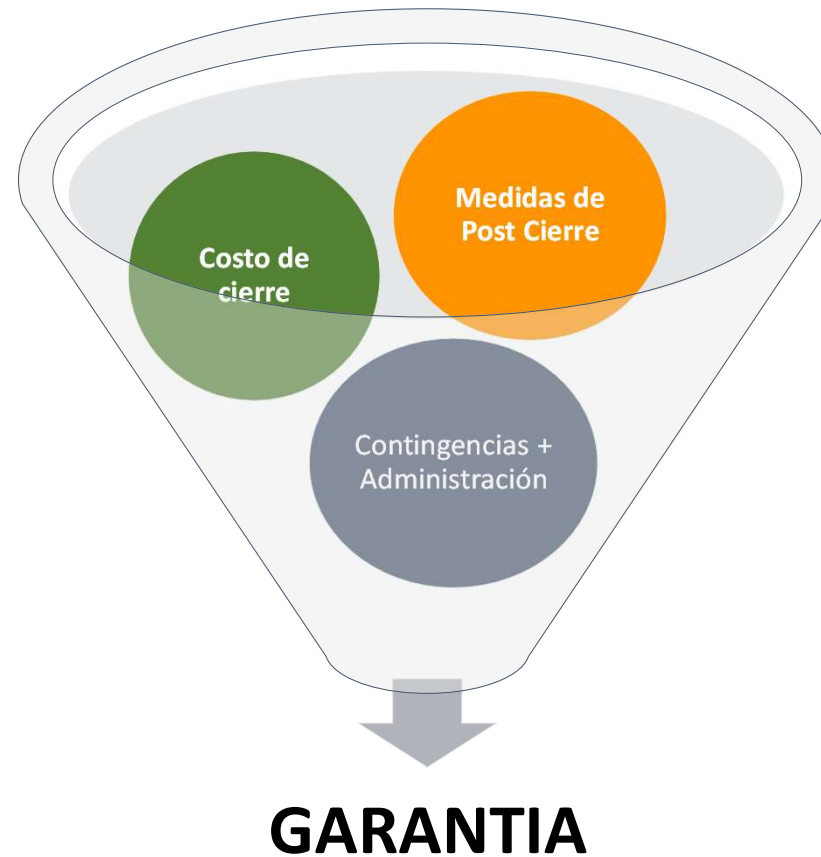 Medidas de
Post Cierre
Costo de
cierre
Contingencias +
Administración
GARANTIA